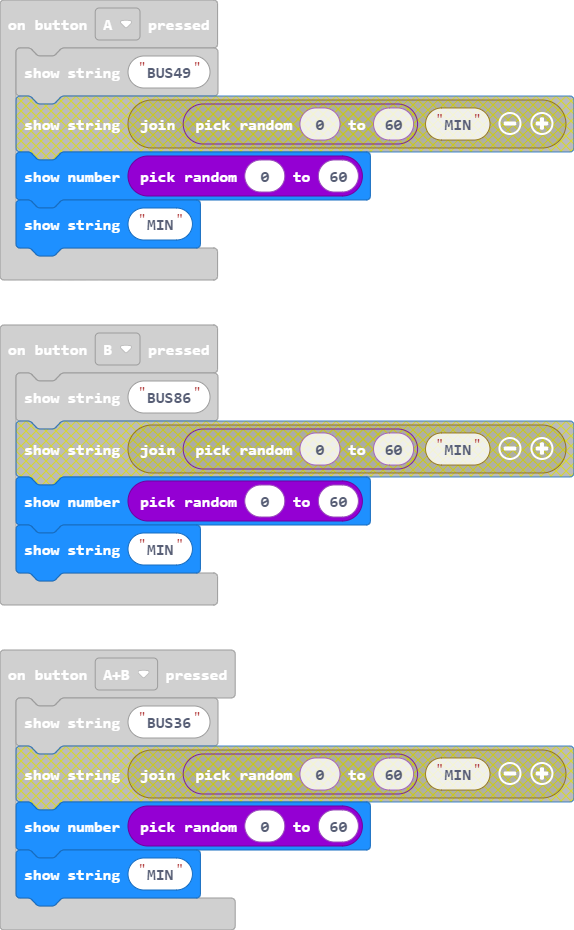 on button A pressed
show string "BUS49"
show string join pick random 0 to 60 "MIN"
show number pick random 0 to 60
show string "MIN"
on button B pressed
show string "BUS86"
show string join pick random 0 to 60 "MIN"
show number pick random 0 to 60
show string "MIN"
on button A+B pressed
show string "BUS36"
show string join pick random 0 to 60 "MIN"
show number pick random 0 to 60
show string "MIN"